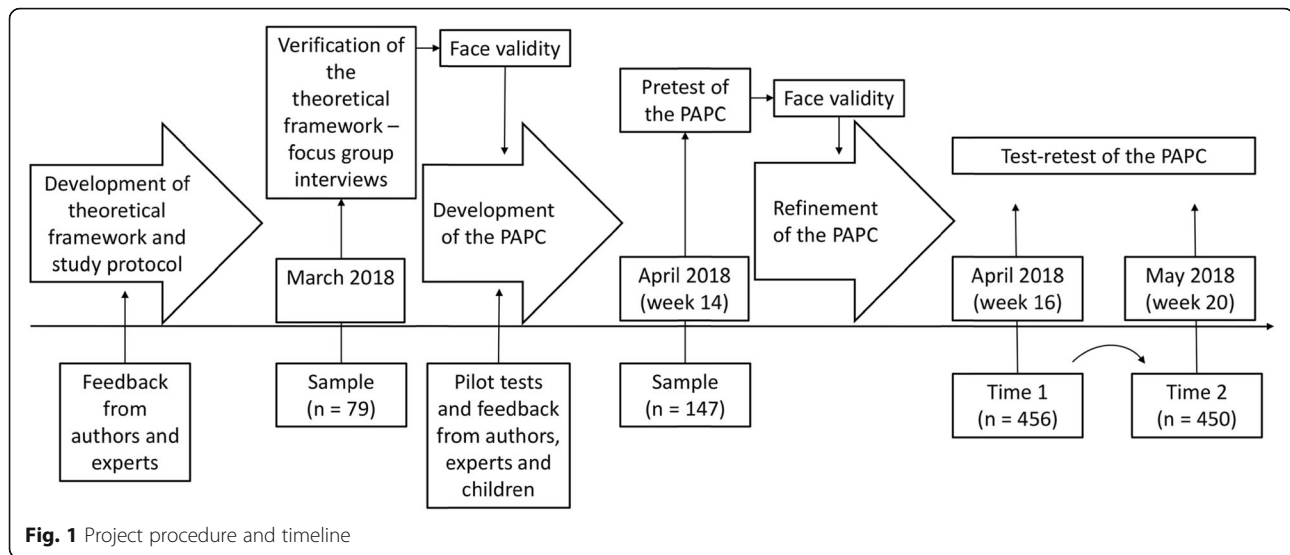 Verification of
the
theoretical
framework –
focus group
interviews
Face validity
Pretest of
the PAPC
Face validity
Test-retest of the PAPC
Development of
theoretical
framework and
study protocol
Development
of the PAPC
Refinement
of the PAPC
March 2018
April 2018
(week 14)
April 2018
(week 16)
May 2018
(week 20)
Feedback
from
authors and
experts
Sample
(n = 79)
Pilot tests
and feedback
from authors,
experts and
children
Sample
(n = 147)
Time 1
(n = 456)
Time 2
(n = 450)
Fig. 1 Project procedure and timeline